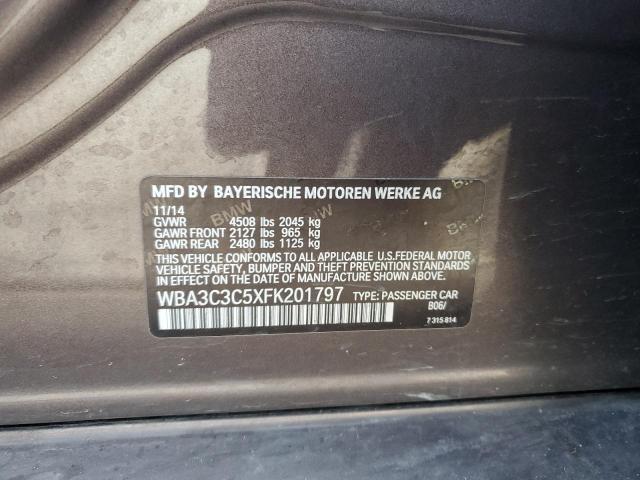 MFD BY BAYERISCHE MOTOREN WERKE AG
11/14
GVWR 4508 lbs 2045 kg
GAWR FRONT 2127 lbs 965 kg
GAWR REAR 2480 lbs 1125 kg
THIS VEHICLE CONFORMS TO ALL APPLICABLE U.S.FEDERAL MOTOR
VEHICLE SAFETY, BUMPER AND THEFT PREVENTION STANDARDS
IN EFFECT ON THE DATE OF MANUFACTURE SHOWN ABOVE.
WBA3C3C5XFK201797 TYPE: PASSENGER CAR
B06/
7 315 814
BMW
BMW